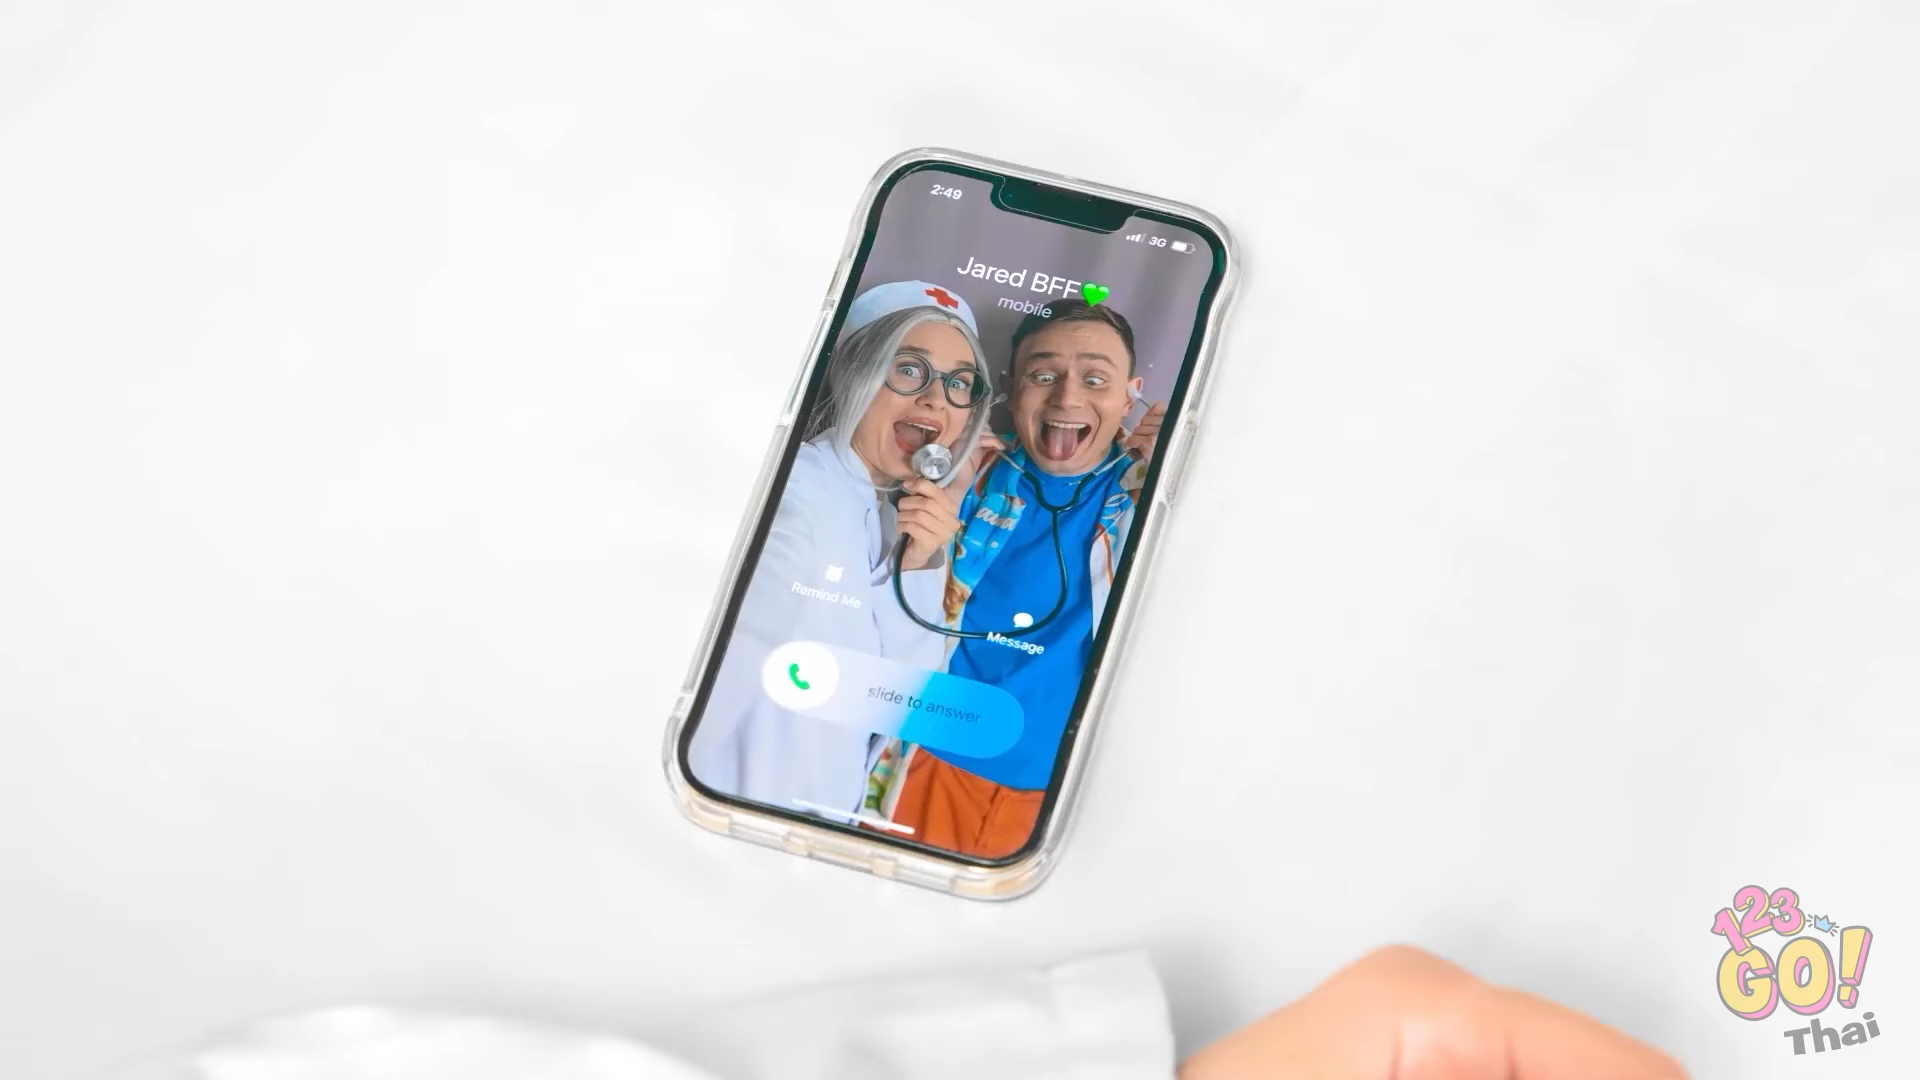 2:49
3G
Jared BFF💚
mobile
Remind Me
Message
slide to answer
123
GO!
Thai